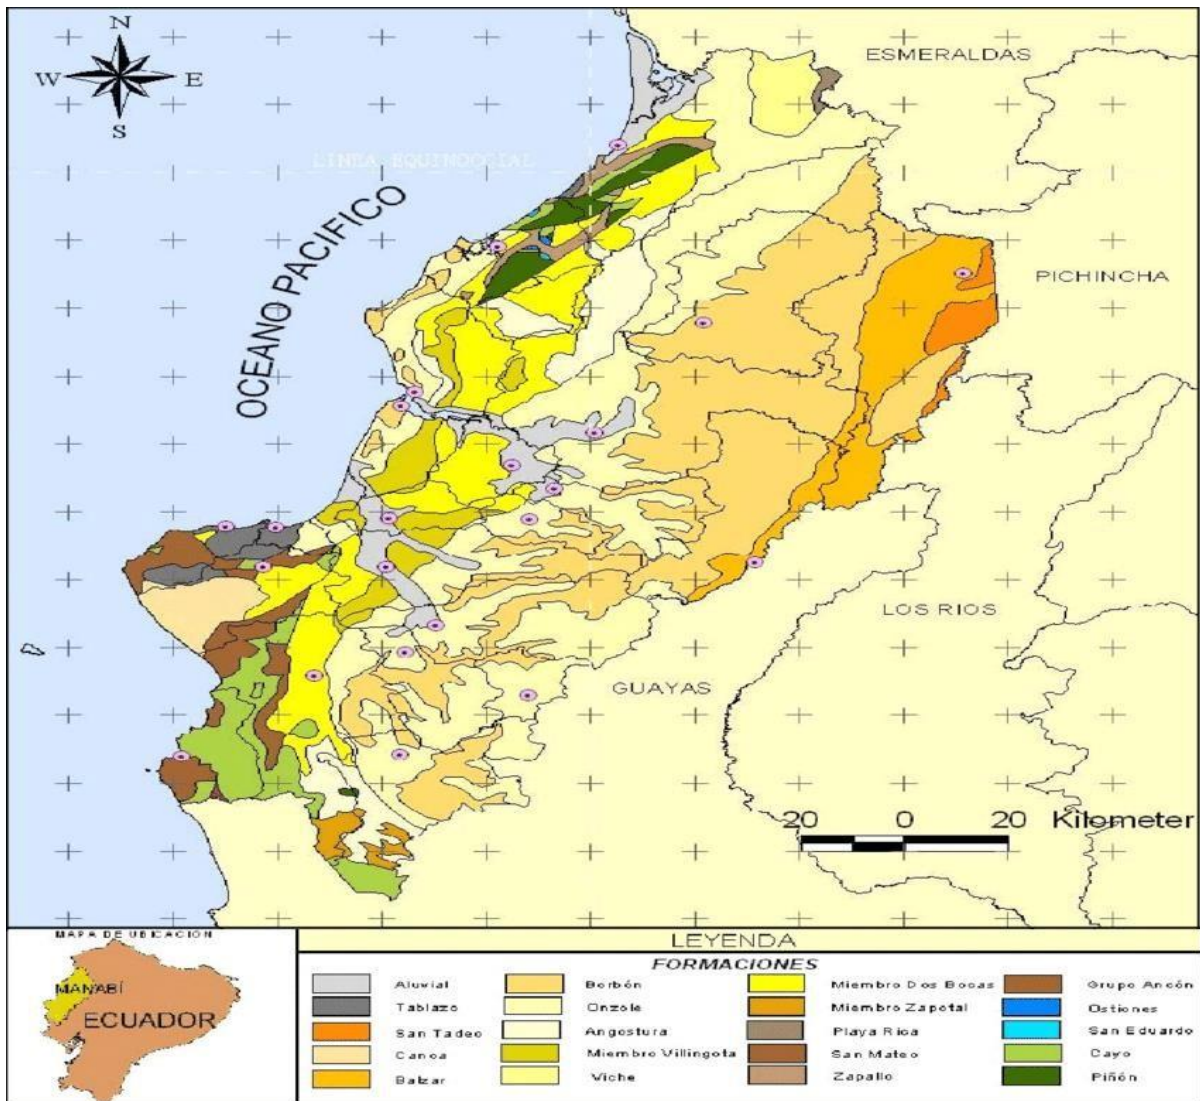 N
W E
S
ESMERALDAS
LINEA EQUINOCCIAL
OCEANO PACIFICO
PICHINCHA
LOS RIOS
GUAYAS
20 0 20 Kilometer
MAPA DE UBICACIÓN
MANABÍ
ECUADOR
LEYENDA
FORMACIONES
Aluvial
Tablazo
San Tadeo
Canoa
Balzar
Borbón
Onzole
Angostura
Miembro Villingota
Viche
Miembro Dos Bocas
Miembro Zapotal
Playa Rica
San Mateo
Zapallo
Grupo Ancón
Ostiones
San Eduardo
Cayo
Piñón